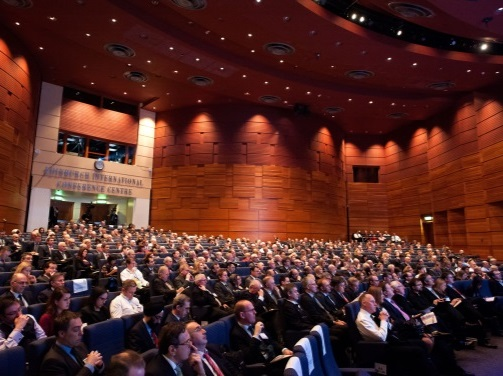 EDINBURGH INTERNATIONAL
CONFERENCE CENTRE